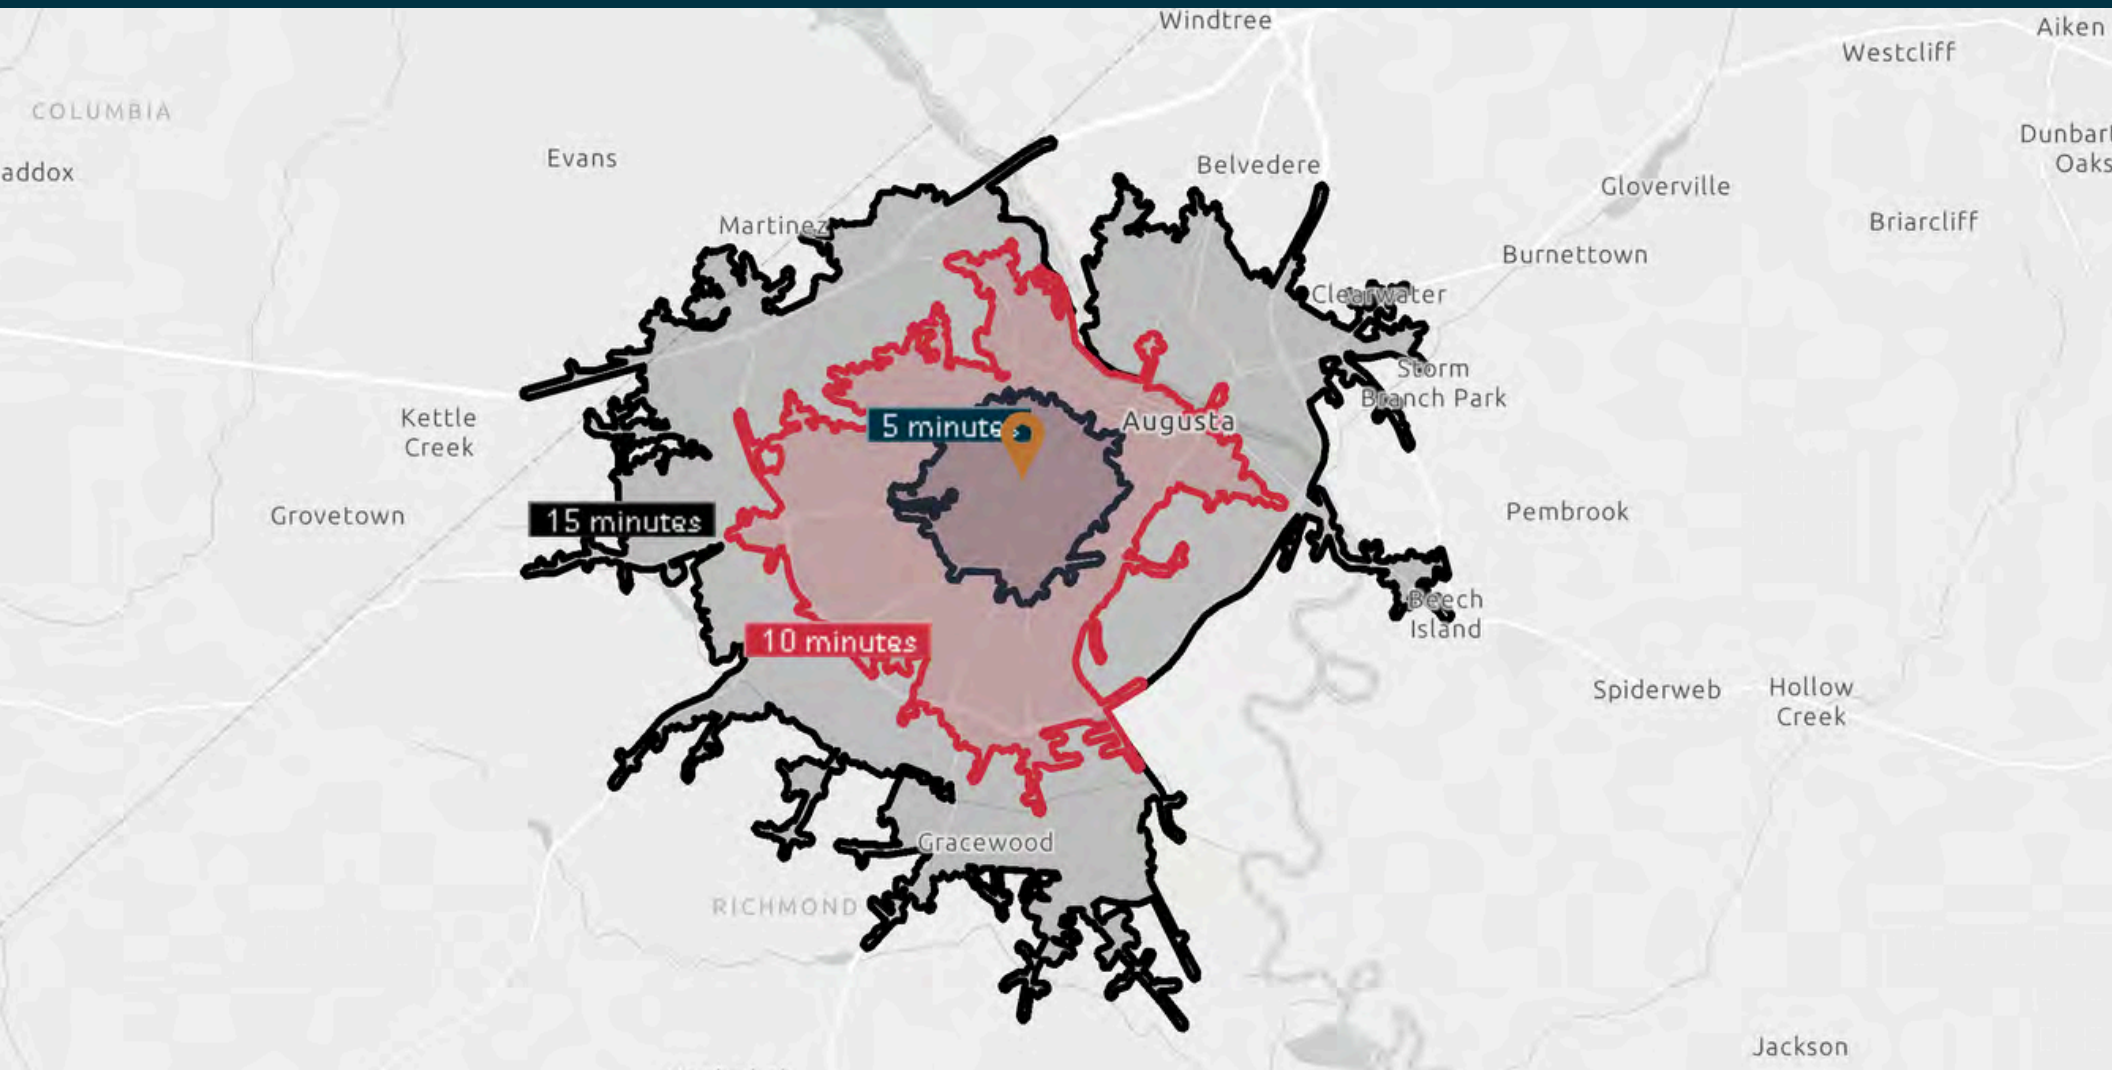 Windtree
Aiken
Westcliff
COLUMBIA
Dunbart
Oaks
Evans
Belvedere
addox
Gloverville
Martinez
Briarcliff
Burnettown
Clearwater
Storm
Branch Park
Kettle
Creek
5 minutes
Augusta
Grovetown
15 minutes
Pembrook
Beech
Island
10 minutes
Spiderweb
Hollow
Creek
Gracewood
RICHMOND
Jackson